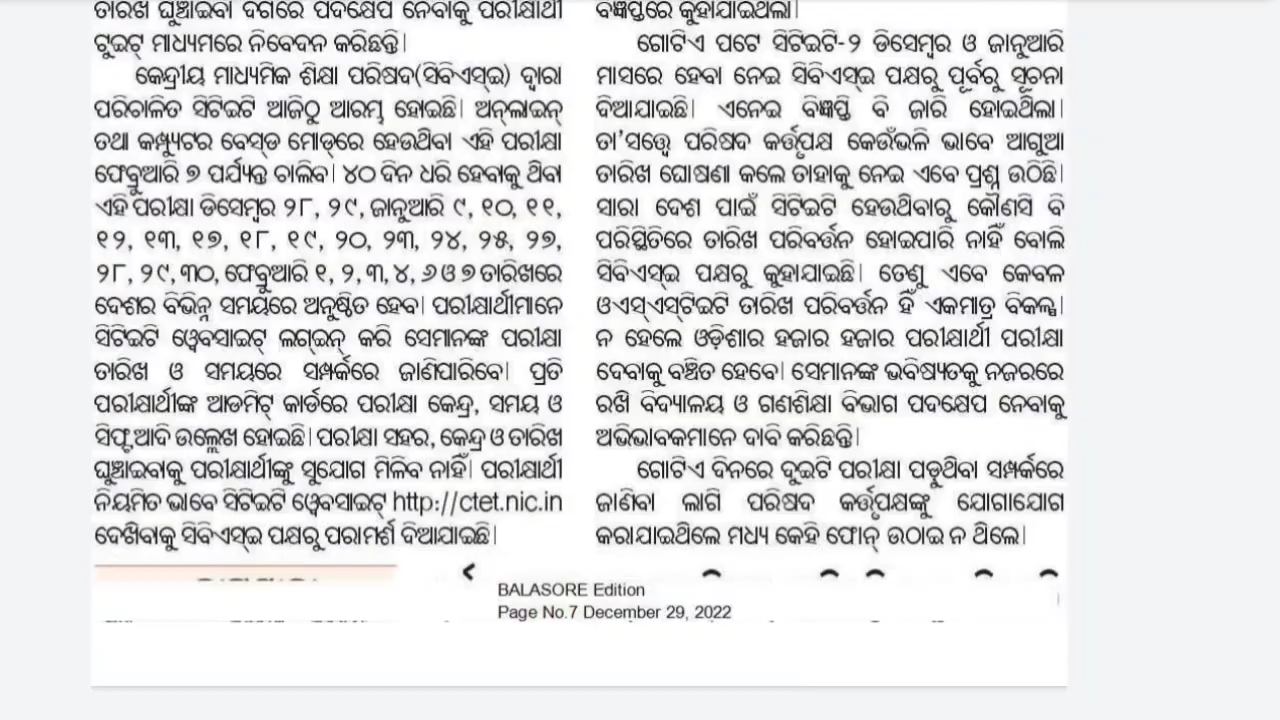 ତାରିଖ ଘୁଞ୍ଚାଇବା ଦିଗରେ ପଦକ୍ଷେପ ନେବାକୁ ପରୀକ୍ଷାର୍ଥୀ
ଟୁଇଟ୍ ମାଧ୍ୟମରେ ନିବେଦନ କରିଛନ୍ତି।
କେନ୍ଦ୍ରୀୟ ମାଧ୍ୟମିକ ଶିକ୍ଷା ପରିଷଦ(ସିବିଏସ୍ଇ) ଦ୍ୱାରା
ପରିଚାଳିତ ସିଟିଇଟି ଆଜିଠୁ ଆରମ୍ଭ ହୋଇଛି। ଅନ୍‌ଲାଇନ୍
ତଥା କମ୍ପ୍ୟୁଟର ବେସ୍‌ଡ ମୋଡ୍‌ରେ ହେଉଥିବା ଏହି ପରୀକ୍ଷା
ଫେବ୍ରୁଆରି ୭ ପର୍ଯ୍ୟନ୍ତ ଚାଲିବ। ୪୦ ଦିନ ଧରି ହେବାକୁ ଥିବା
ଏହି ପରୀକ୍ଷା ଡିସେମ୍ବର ୨୮, ୨୯, ଜାନୁଆରି ୯, ୧୦, ୧୧,
୧୨, ୧୩, ୧୭, ୧୮, ୧୯, ୨୦, ୨୩, ୨୪, ୨୫, ୨୭,
୨୮, ୨୯, ୩୦, ଫେବ୍ରୁଆରି ୧, ୨, ୩, ୪, ୬ ଓ ୭ ତାରିଖରେ
ଦେଶର ବିଭିନ୍ନ ସମୟରେ ଅନୁଷ୍ଠିତ ହେବ। ପରୀକ୍ଷାର୍ଥୀମାନେ
ସିଟିଇଟି ୱେବସାଇଟ୍ ଲଗ୍ଇନ୍ କରି ସେମାନଙ୍କ ପରୀକ୍ଷା
ତାରିଖ ଓ ସମୟରେ ସମ୍ପର୍କରେ ଜାଣିପାରିବେ। ପ୍ରତି
ପରୀକ୍ଷାର୍ଥୀଙ୍କ ଆଡମିଟ୍ କାର୍ଡରେ ପରୀକ୍ଷା କେନ୍ଦ୍ର, ସମୟ ଓ
ସିଫ୍ଟ ଆଦି ଉଲ୍ଲେଖ ହୋଇଛି। ପରୀକ୍ଷା ସହର, କେନ୍ଦ୍ର ଓ ତାରିଖ
ଘୁଞ୍ଚାଇବାକୁ ପରୀକ୍ଷାର୍ଥୀଙ୍କୁ ସୁଯୋଗ ମିଳିବ ନାହିଁ। ପରୀକ୍ଷାର୍ଥୀ
ନିୟମିତ ଭାବେ ସିଟିଇଟି ୱେବସାଇଟ୍ http://ctet.nic.in
ଦେଖିବାକୁ ସିବିଏସ୍ଇ ପକ୍ଷରୁ ପରାମର୍ଶ ଦିଆଯାଇଛି।
ବିଜ୍ଞପ୍ତିରେ କୁହାଯାଇଥିଲା।
ଗୋଟିଏ ପଟେ ସିଟିଇଟି-୨ ଡିସେମ୍ବର ଓ ଜାନୁଆରି
ମାସରେ ହେବା ନେଇ ସିବିଏସ୍ଇ ପକ୍ଷରୁ ପୂର୍ବରୁ ସୂଚନା
ଦିଆଯାଇଛି। ଏନେଇ ବିଜ୍ଞପ୍ତି ବି ଜାରି ହୋଇଥିଲା।
ତା'ସତ୍ତ୍ୱେ ପରିଷଦ କର୍ତ୍ତୃପକ୍ଷ କେଉଁଭଳି ଭାବେ ଆଗୁଆ
ତାରିଖ ଘୋଷଣା କଲେ ତାହାକୁ ନେଇ ଏବେ ପ୍ରଶ୍ନ ଉଠିଛି।
ସାରା ଦେଶ ପାଇଁ ସିଟିଇଟି ହେଉଥିବାରୁ କୌଣସି ବି
ପରିସ୍ଥିତିରେ ତାରିଖ ପରିବର୍ତ୍ତନ ହୋଇପାରି ନାହିଁ ବୋଲି
ସିବିଏସ୍ଇ ପକ୍ଷରୁ କୁହାଯାଇଛି। ତେଣୁ ଏବେ କେବଳ
ଓଏସ୍ଏସ୍‌ଟିଇଟି ତାରିଖ ପରିବର୍ତ୍ତନ ହିଁ ଏକମାତ୍ର ବିକଳ୍ପ।
ନ ହେଲେ ଓଡ଼ିଶାର ହଜାର ହଜାର ପରୀକ୍ଷାର୍ଥୀ ପରୀକ୍ଷା
ଦେବାକୁ ବଞ୍ଚିତ ହେବେ। ସେମାନଙ୍କ ଭବିଷ୍ୟତକୁ ନଜରରେ
ରଖି ବିଦ୍ୟାଳୟ ଓ ଗଣଶିକ୍ଷା ବିଭାଗ ପଦକ୍ଷେପ ନେବାକୁ
ଅଭିଭାବକମାନେ ଦାବି କରିଛନ୍ତି।
ଗୋଟିଏ ଦିନରେ ଦୁଇଟି ପରୀକ୍ଷା ପଡୁଥିବା ସମ୍ପର୍କରେ
ଜାଣିବା ଲାଗି ପରିଷଦ କର୍ତ୍ତୃପକ୍ଷଙ୍କୁ ଯୋଗାଯୋଗ
କରାଯାଇଥିଲେ ମଧ୍ୟ କେହି ଫୋନ୍ ଉଠାଇ ନ ଥିଲେ।
BALASORE Edition
Page No.7 December 29, 2022